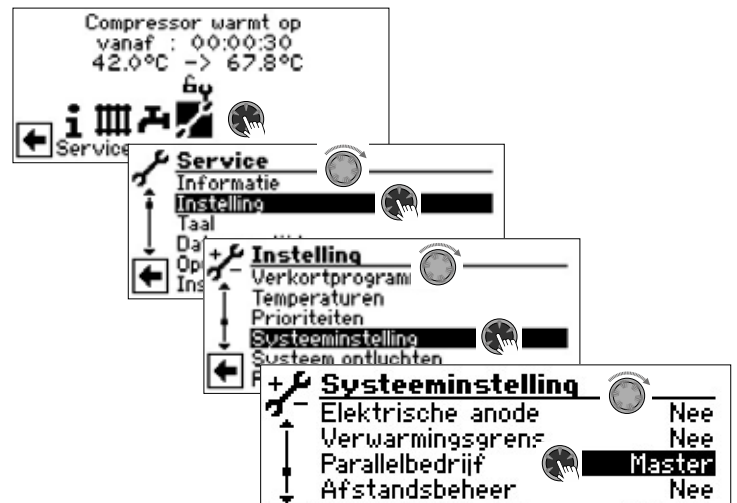 Compressor warmt op
vanaf : 00:00:30
42.0°C -> 67.8°C
Service
Service
Informatie
Instelling
Taal
Instelling
Temperaturen
Prioriteiten
Systeeminstelling
Systeem ontluchten
Systeeminstelling
Elektrische anode Nee
Verwarmingsgrens Nee
Parallelbedrijf Master
Afstandsbeheer Nee